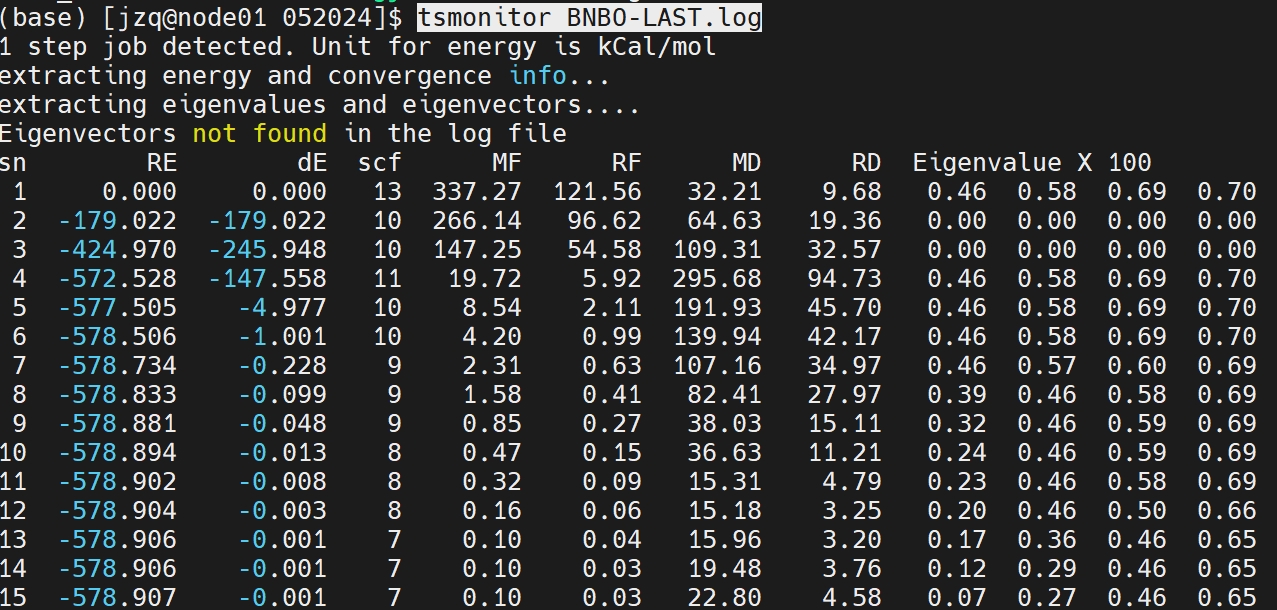 (base) [jzq@node01 052024]$ tsmonitor BNBO-LAST.log
1 step job detected. Unit for energy is kCal/mol
extracting energy and convergence info...
extracting eigenvalues and eigenvectors....
Eigenvectors not found in the log file
sn RE dE scf MF RF MD RD Eigenvalue X 100
1 0.000 0.000 13 337.27 121.56 32.21 9.68 0.46 0.58 0.69 0.70
2 -179.022 -179.022 10 266.14 96.62 64.63 19.36 0.00 0.00 0.00 0.00
3 -424.970 -245.948 10 147.25 54.58 109.31 32.57 0.00 0.00 0.00 0.00
4 -572.528 -147.558 11 19.72 5.92 295.68 94.73 0.46 0.58 0.69 0.70
5 -577.505 -4.977 10 8.54 2.11 191.93 45.70 0.46 0.58 0.69 0.70
6 -578.506 -1.001 10 4.20 0.99 139.94 42.17 0.46 0.58 0.69 0.70
7 -578.734 -0.228 9 2.31 0.63 107.16 34.97 0.46 0.57 0.60 0.69
8 -578.833 -0.099 9 1.58 0.41 82.41 27.97 0.39 0.46 0.58 0.69
9 -578.881 -0.048 9 0.85 0.27 38.03 15.11 0.32 0.46 0.59 0.69
10 -578.894 -0.013 8 0.47 0.15 36.63 11.21 0.24 0.46 0.59 0.69
11 -578.902 -0.008 8 0.32 0.09 15.31 4.79 0.23 0.46 0.58 0.69
12 -578.904 -0.003 8 0.16 0.06 15.18 3.25 0.20 0.46 0.50 0.66
13 -578.906 -0.001 7 0.10 0.04 15.96 3.20 0.17 0.36 0.46 0.65
14 -578.906 -0.001 7 0.10 0.03 19.48 3.76 0.12 0.29 0.46 0.65
15 -578.907 -0.001 7 0.10 0.03 22.80 4.58 0.07 0.27 0.46 0.65